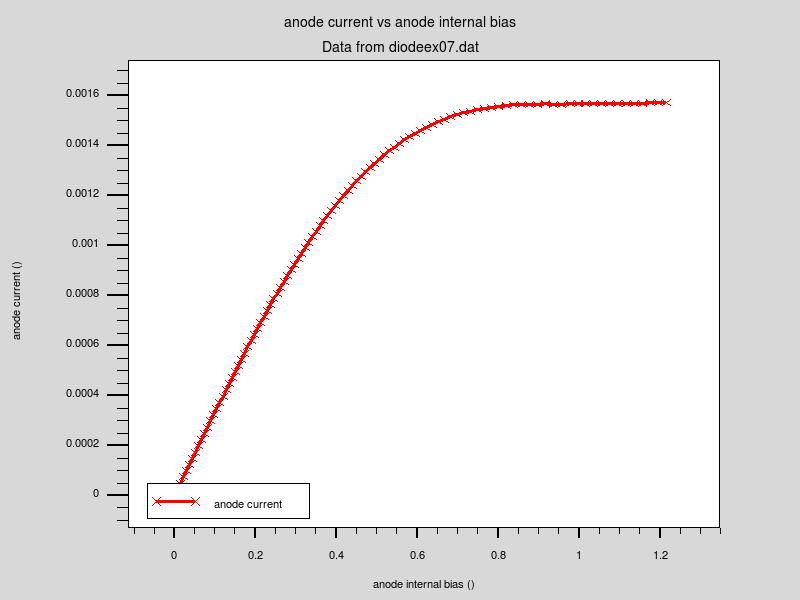 anode current vs anode internal bias
Data from diodeex07.dat
0.0016
0.0014
0.0012
0.001
0.0008
0.0006
0.0004
0.0002
0
anode current ()
anode current
0 0.2 0.4 0.6 0.8 1 1.2
anode internal bias ()